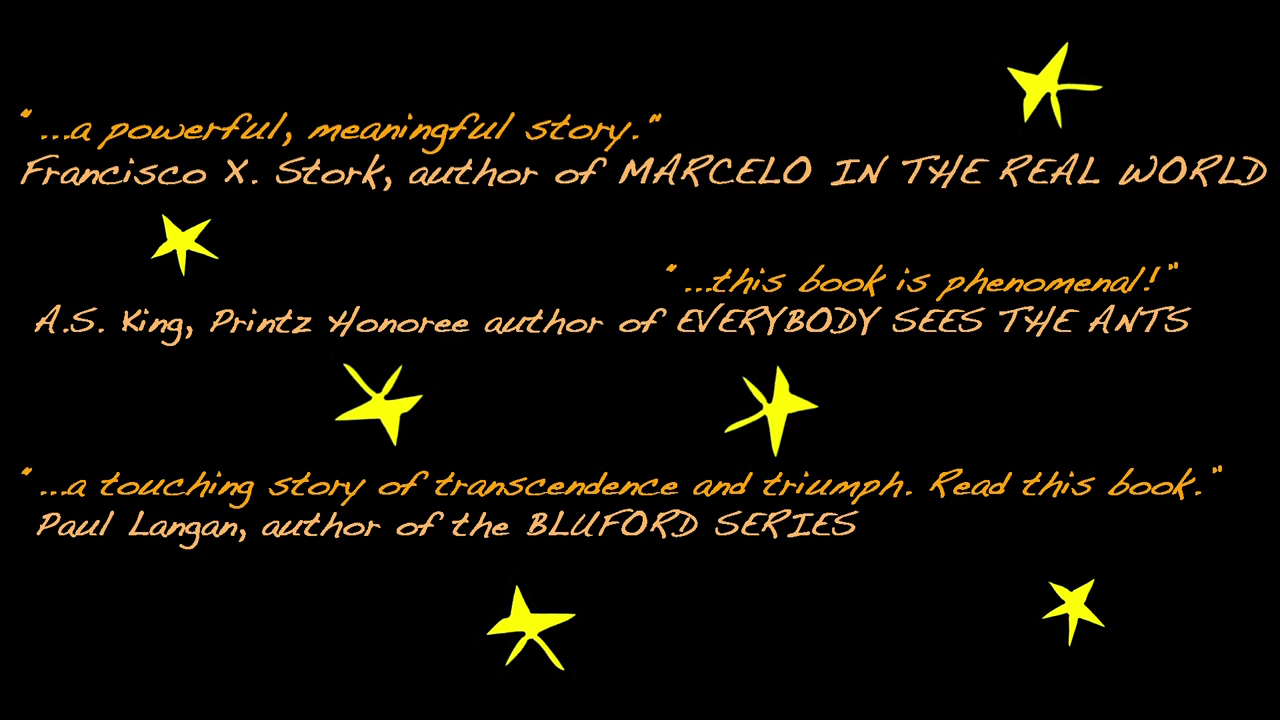 "...a powerful, meaningful story."
Francisco X. Stork, author of MARCELO IN THE REAL WORLD
"...this book is phenomenal!"
A.S. King, Printz Honoree author of EVERYBODY SEES THE ANTS
"...a touching story of transcendence and triumph. Read this book."
Paul Langan, author of the BLUFORD SERIES